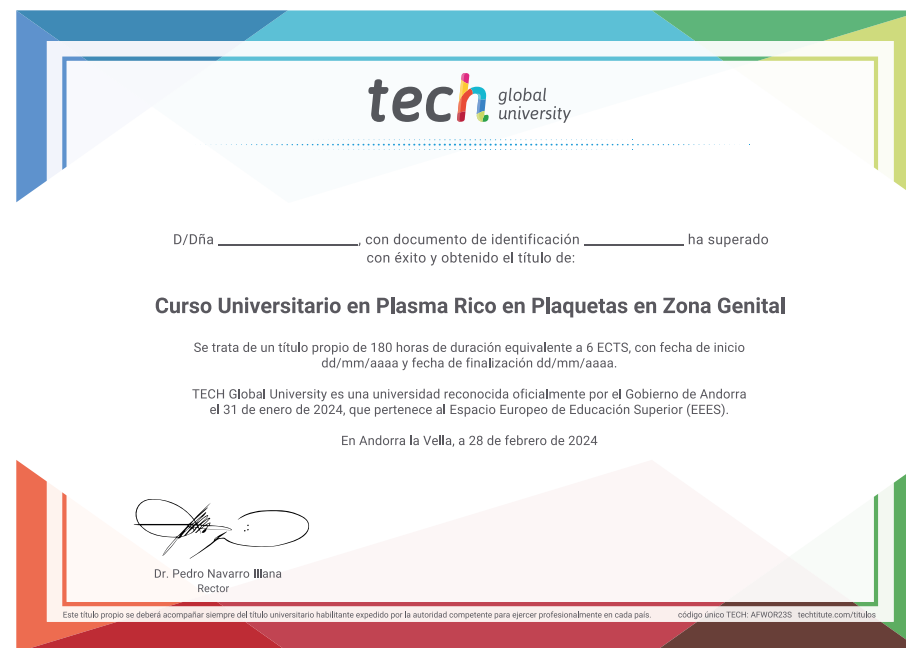 tech global university
D/Dña ____________________, con documento de identificación ______________ ha superado
con éxito y obtenido el título de:
Curso Universitario en Plasma Rico en Plaquetas en Zona Genital
Se trata de un título propio de 180 horas de duración equivalente a 6 ECTS, con fecha de inicio
dd/mm/aaaa y fecha de finalización dd/mm/aaaa.
TECH Global University es una universidad reconocida oficialmente por el Gobierno de Andorra
el 31 de enero de 2024, que pertenece al Espacio Europeo de Educación Superior (EEES).
En Andorra la Vella, a 28 de febrero de 2024
Dr. Pedro Navarro Illana
Rector
Este título propio se deberá acompañar siempre del título universitario habilitante expedido por la autoridad competente para ejercer profesionalmente en cada país. código único TECH: AFWOR23S techtitute.com/titulos